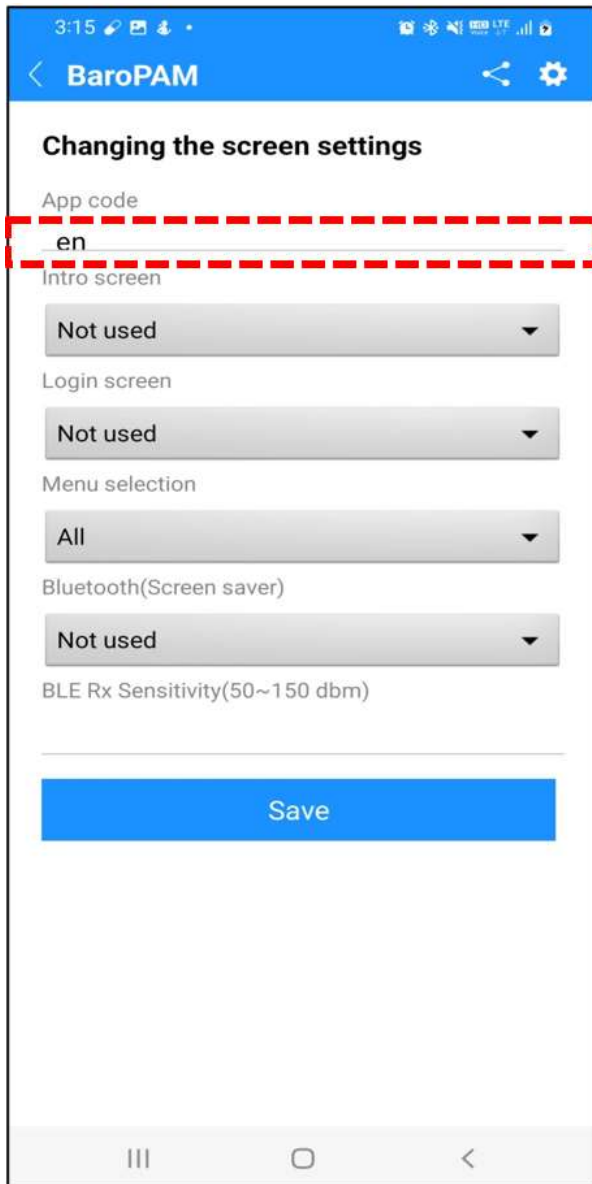 3:15
BaroPAM
Changing the screen settings
App code
en
Intro screen
Not used
Login screen
Not used
Menu selection
All
Bluetooth(Screen saver)
Not used
BLE Rx Sensitivity(50~150 dbm)
Save